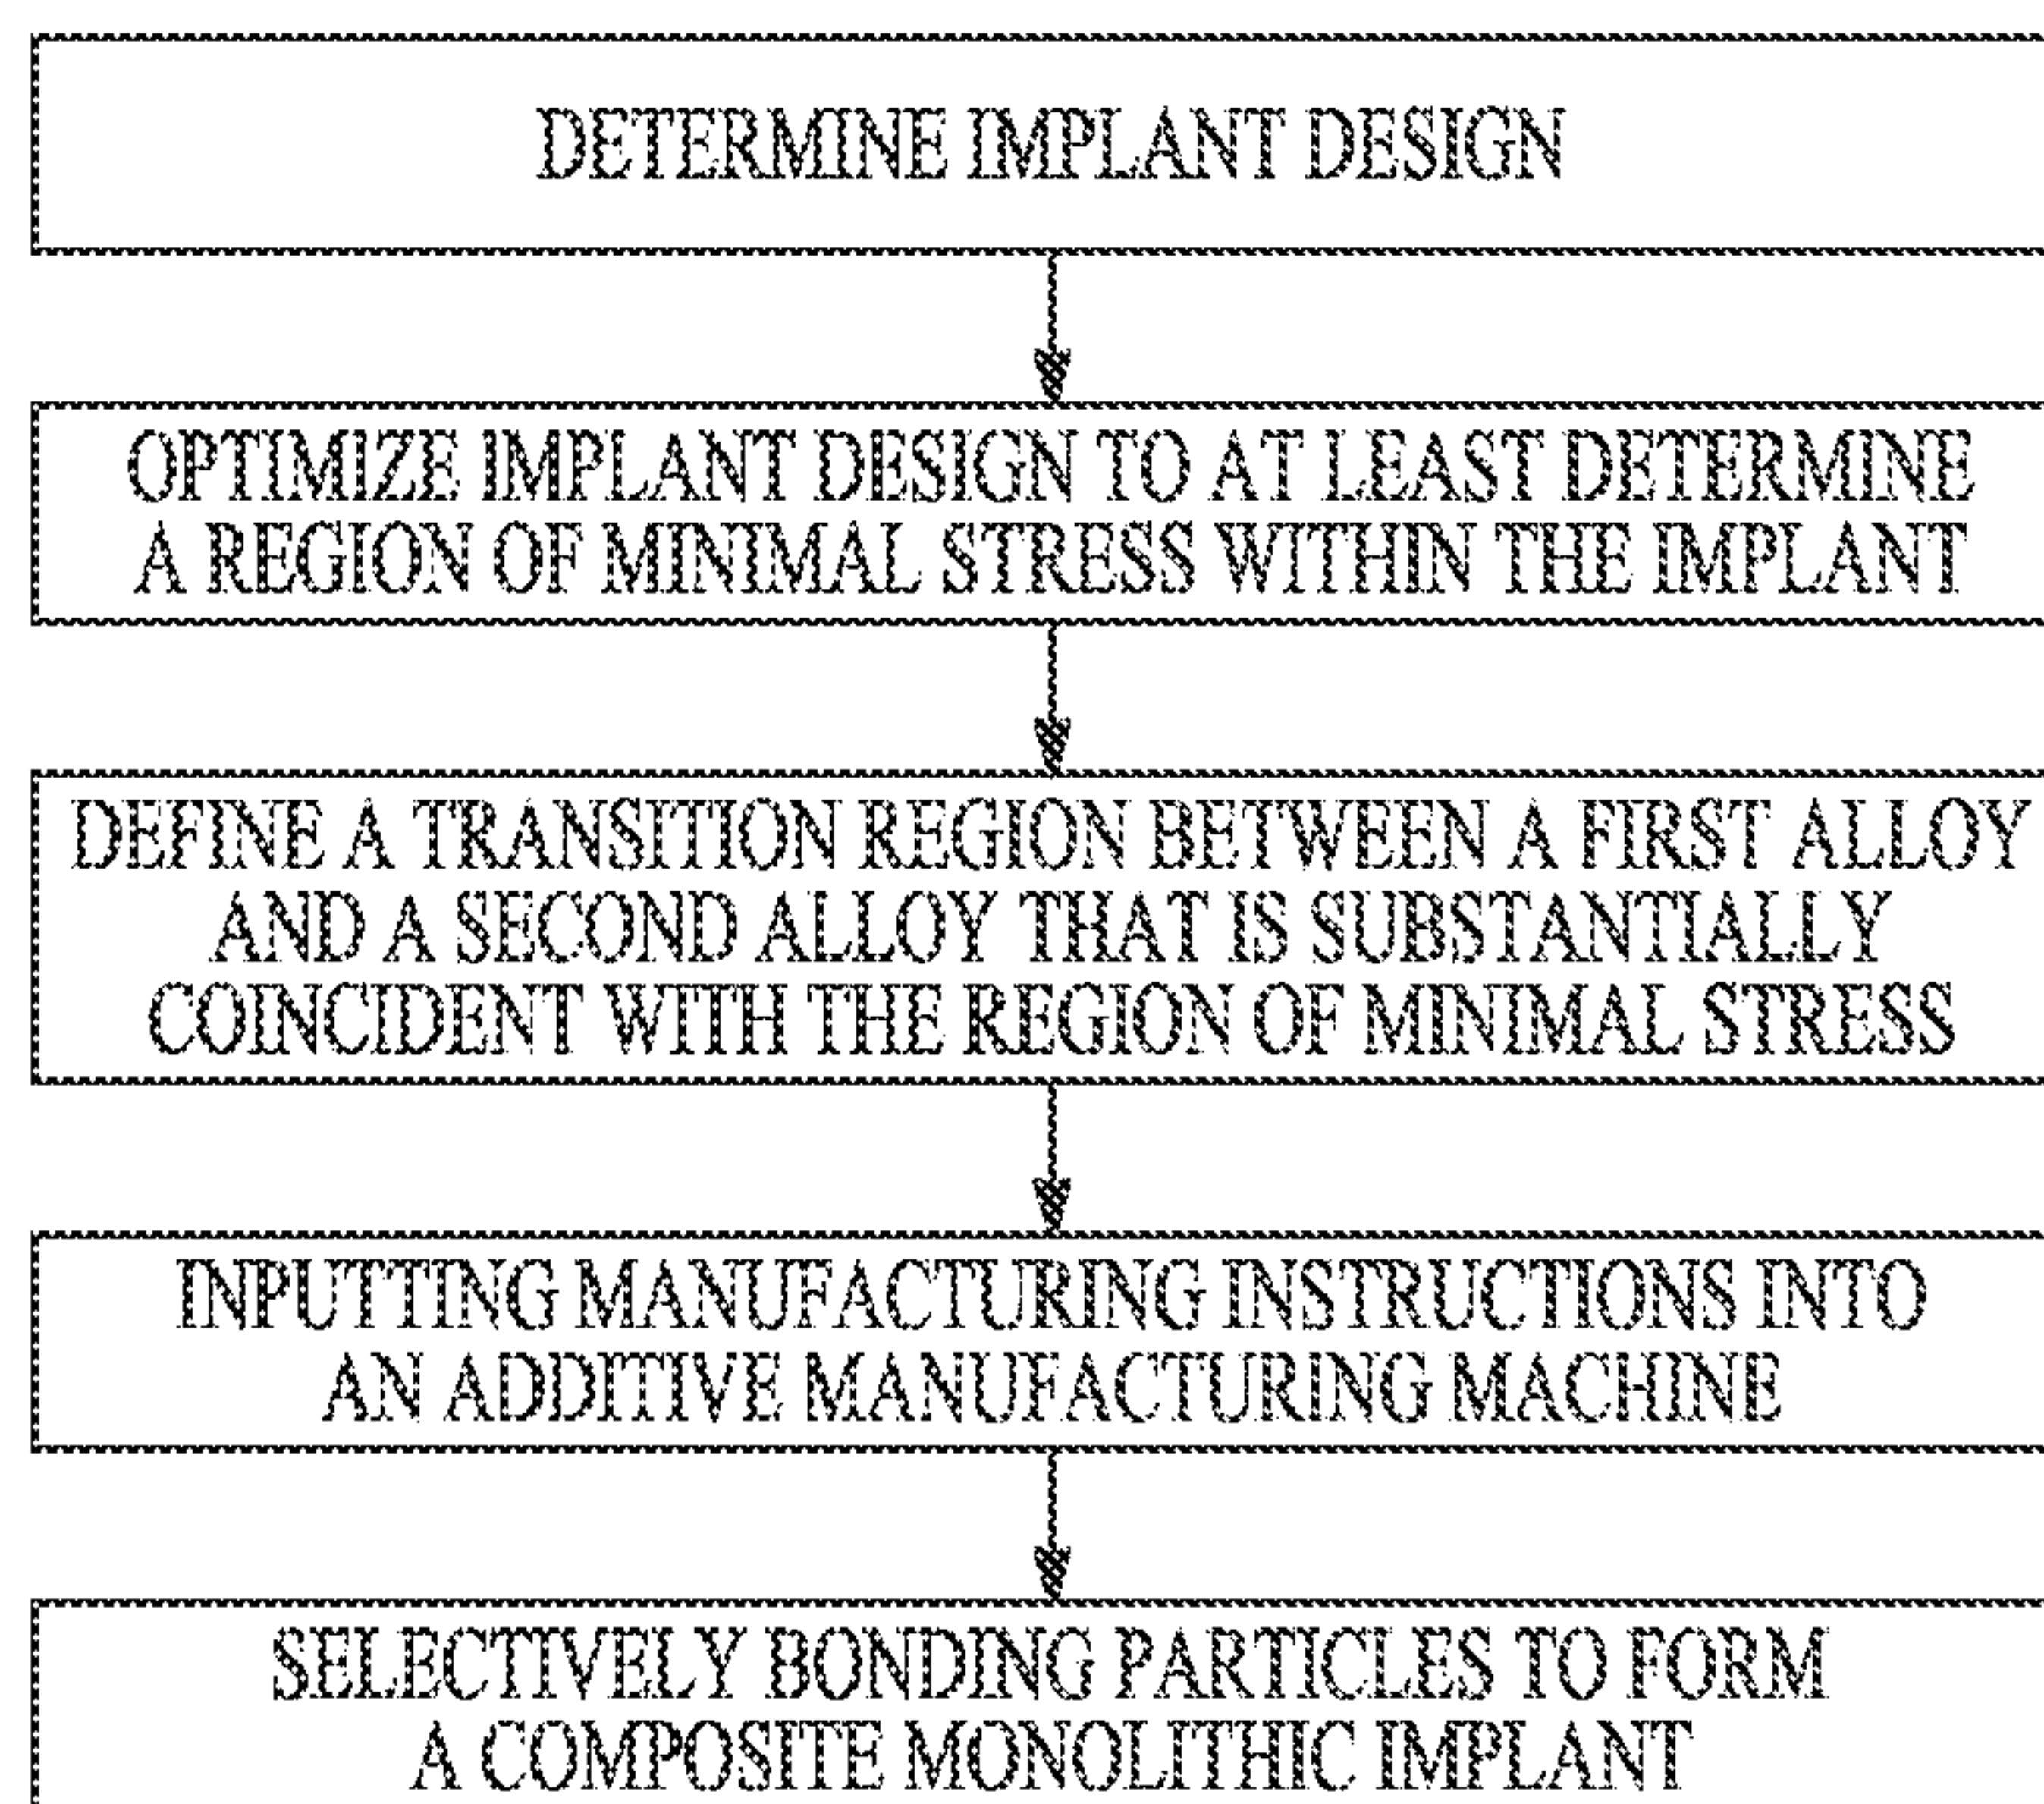 DETERMINE IMPLANT DESIGN
OPTIMIZE IMPLANT DESIGN TO AT LEAST DETERMINE
A REGION OF MINIMAL STRESS WITHIN THE IMPLANT
DEFINE A TRANSITION REGION BETWEEN A FIRST ALLOY
AND A SECOND ALLOY THAT IS SUBSTANTIALLY
COINCIDENT WITH THE REGION OF MINIMAL STRESS
INPUTTING MANUFACTURING INSTRUCTIONS INTO
AN ADDITIVE MANUFACTURING MACHINE
SELECTIVELY BONDING PARTICLES TO FORM
A COMPOSITE MONOLITHIC IMPLANT